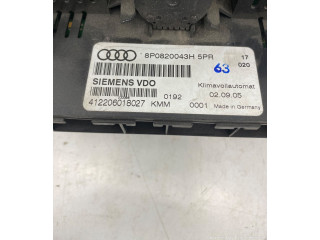 8P0820043H 5PR 17
63 020
SIEMENS VDO Klimavollautomat
0192 02.09.05
412206018027 KMM 0001 Made in Germany